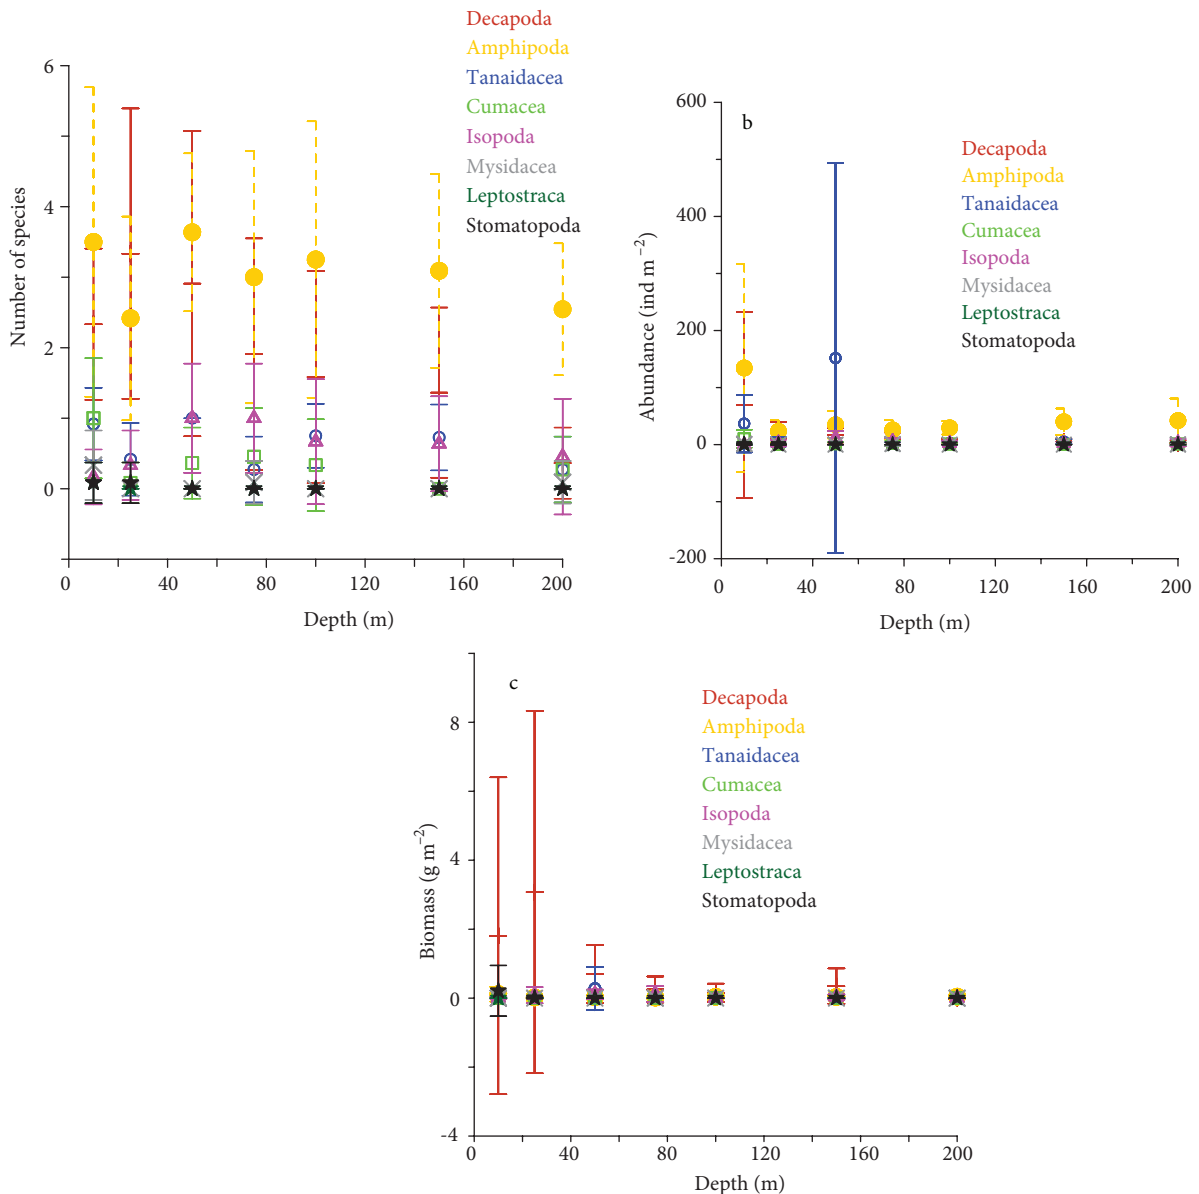 Decapoda
Amphipoda
Tanaidacea
Cumacea
Isopoda
Mysidacea
Leptostraca
Stomatopoda
6
4
2
0
Number of species
0 40 80 120 160 200
Depth (m)
b
Decapoda
Amphipoda
Tanaidacea
Cumacea
Isopoda
Mysidacea
Leptostraca
Stomatopoda
600
400
200
0
-200
Abundance (ind m⁻²)
0 40 80 120 160 200
Depth (m)
c
Decapoda
Amphipoda
Tanaidacea
Cumacea
Isopoda
Mysidacea
Leptostraca
Stomatopoda
8
4
0
-4
Biomass (g m⁻²)
0 40 80 120 160 200
Depth (m)